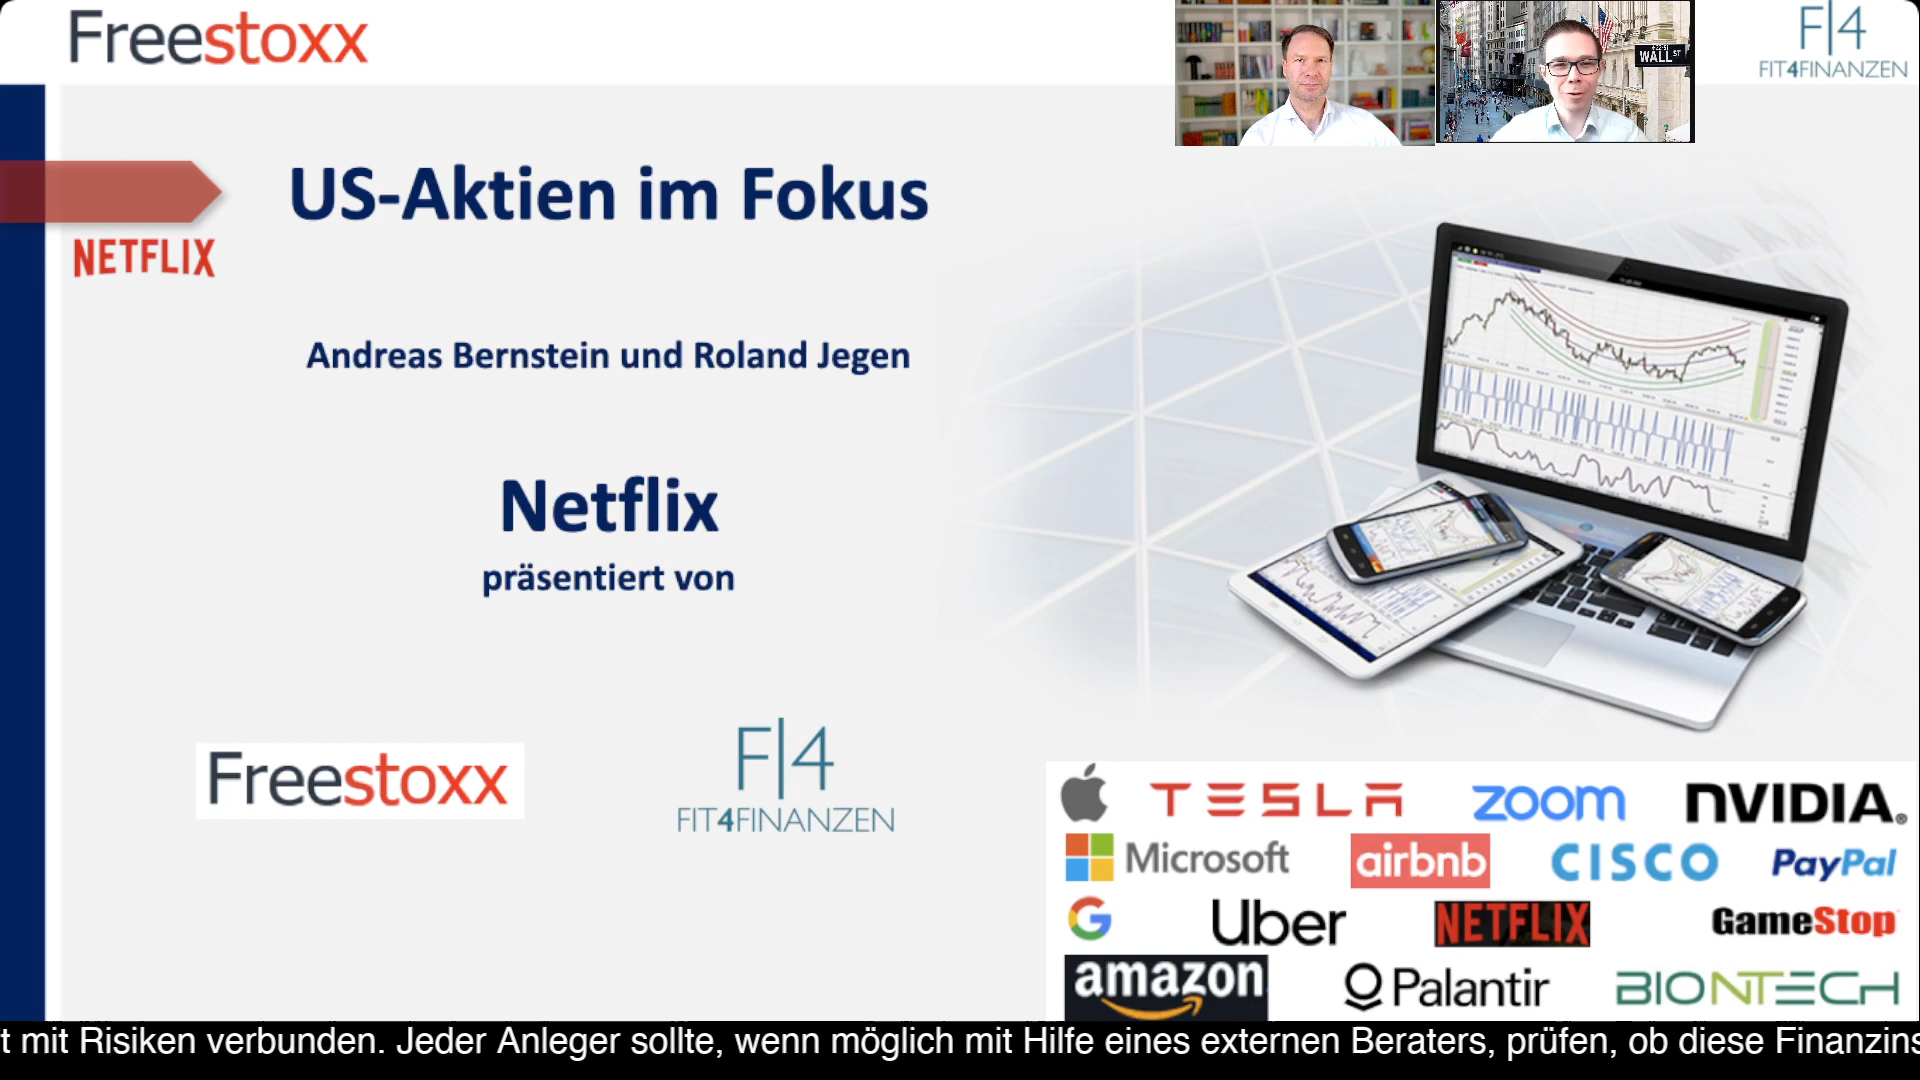 Freestoxx
WALL ST
F|4
FIT4FINANZEN
US-Aktien im Fokus
NETFLIX
Andreas Bernstein und Roland Jegen
Netflix
präsentiert von
Freestoxx
F|4
FIT4FINANZEN
TESLA
zoom
NVIDIA.
Microsoft
airbnb
CISCO
PayPal
G
Uber
NETFLIX
GameStop
amazon
Palantir
BIONTECH
t mit Risiken verbunden. Jeder Anleger sollte, wenn möglich mit Hilfe eines externen Beraters, prüfen, ob diese Finanzins